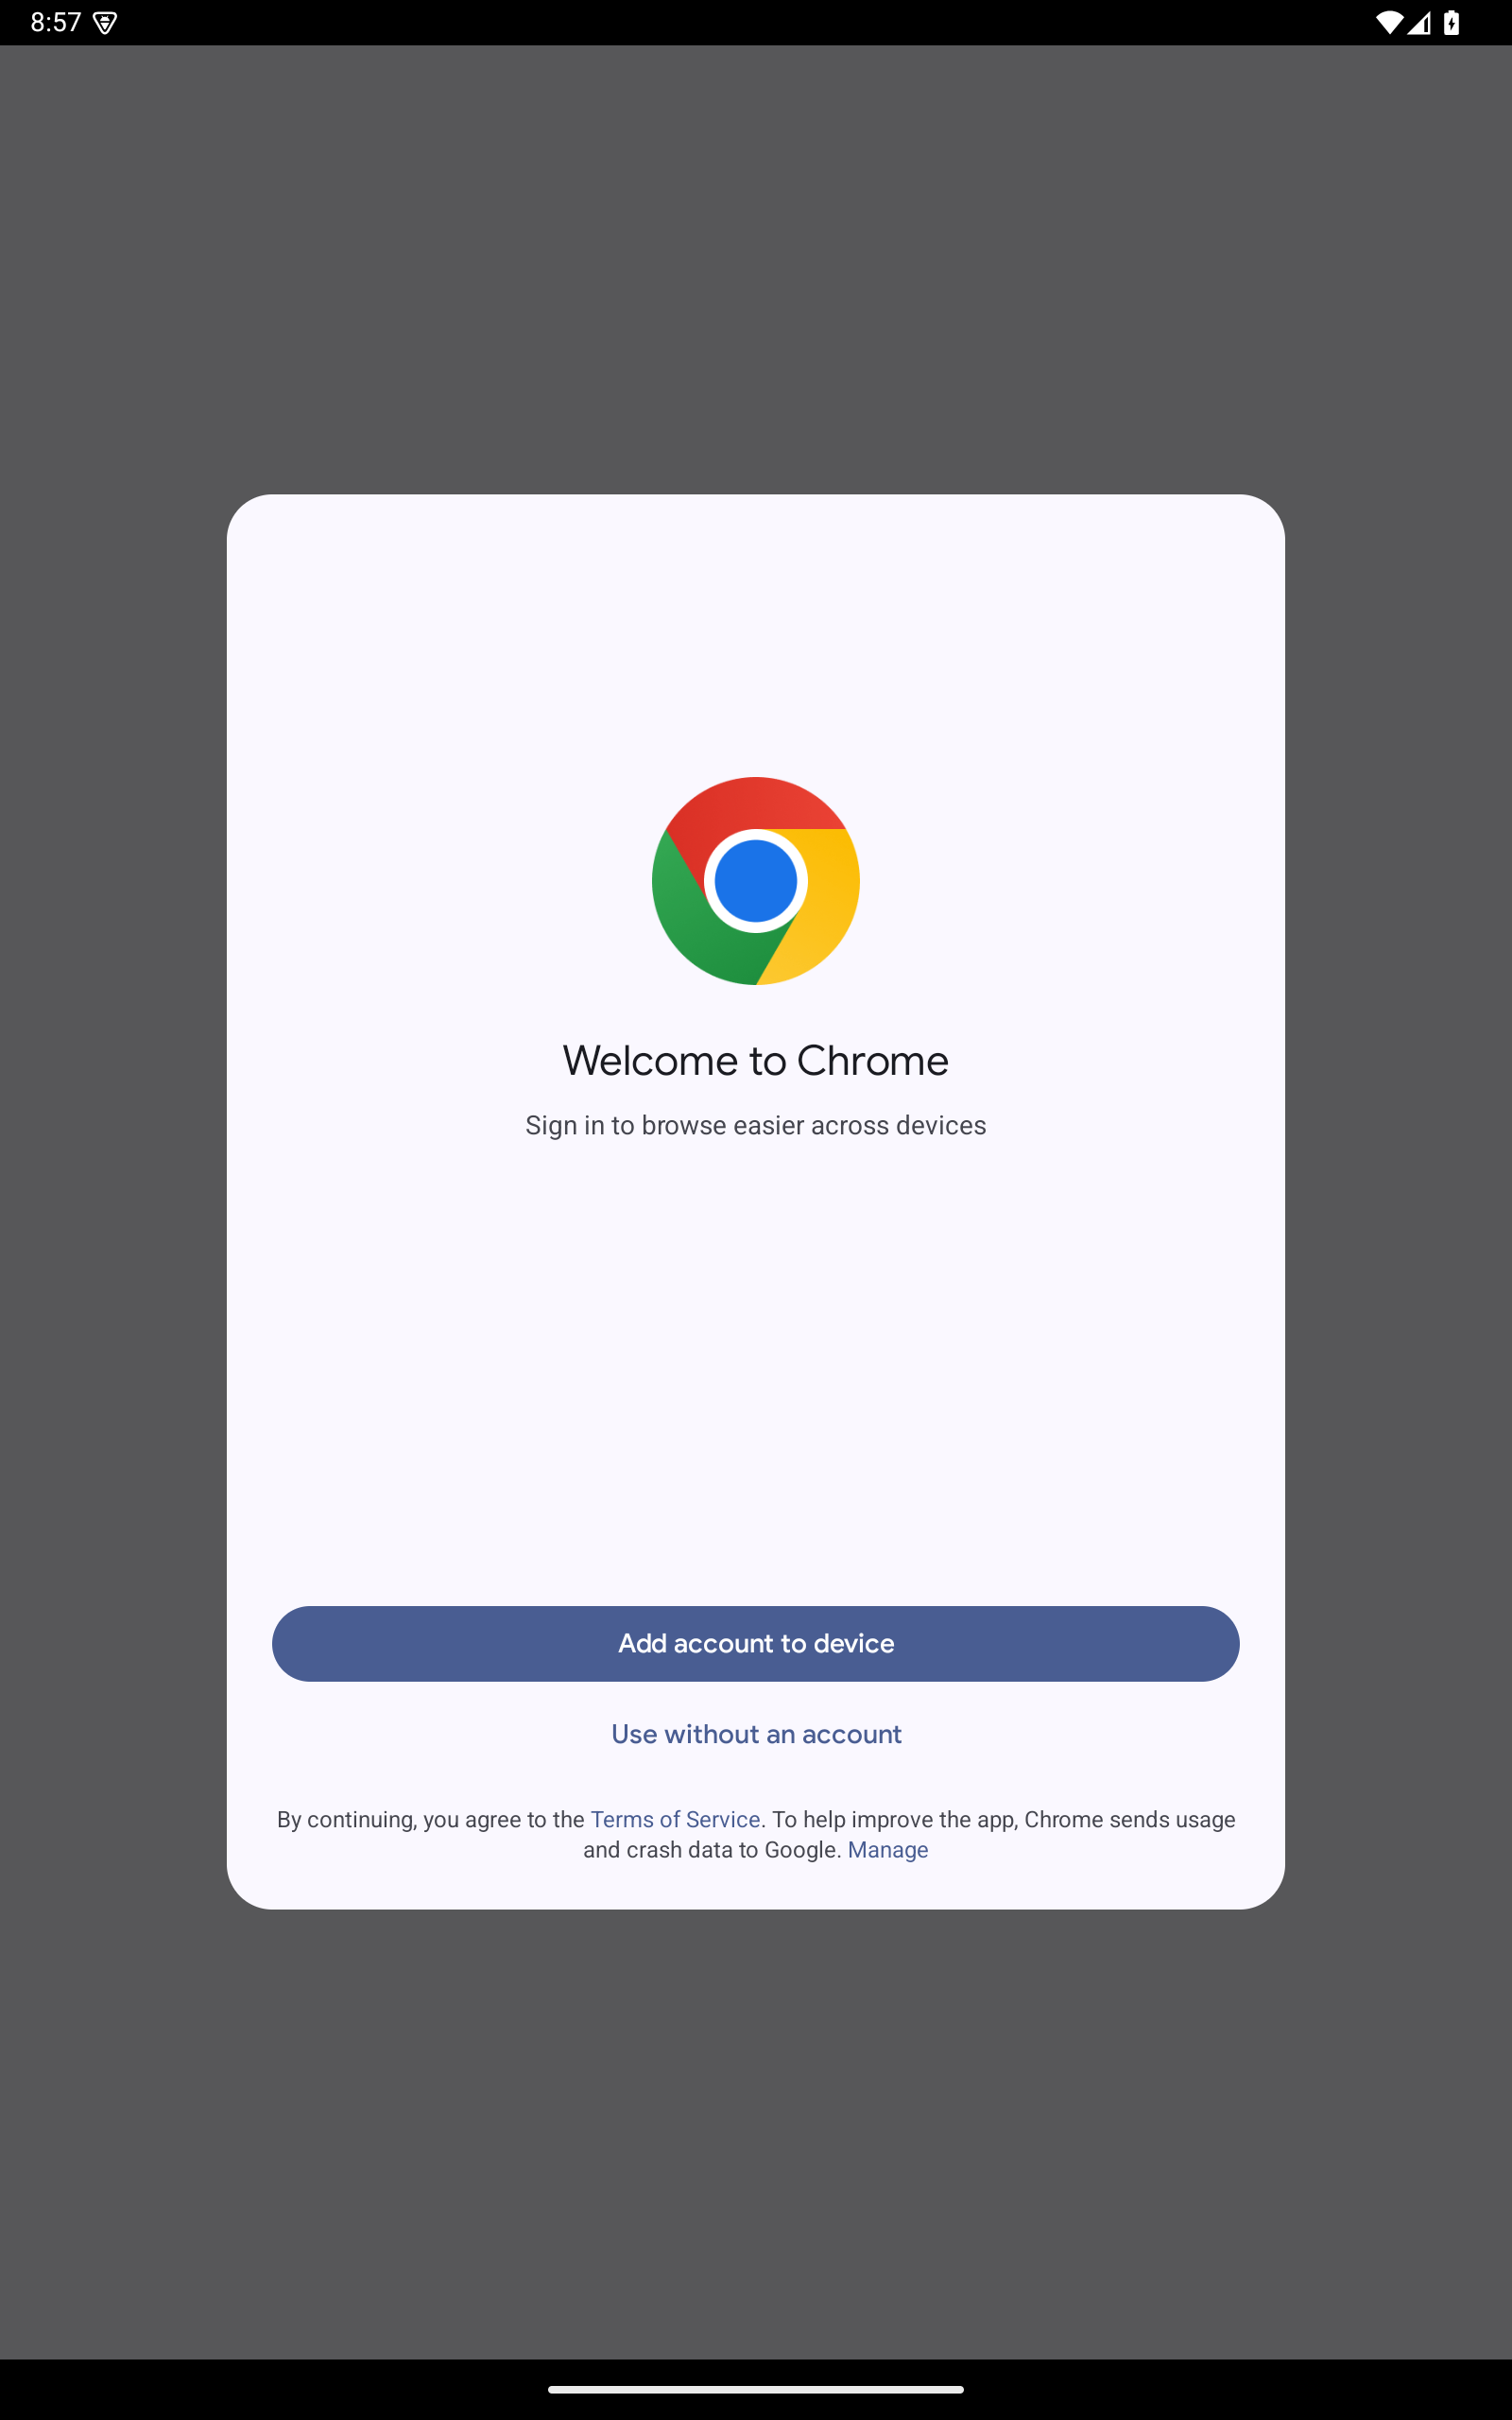 8:57
Welcome to Chrome
Sign in to browse easier across devices
Add account to device
Use without an account
By continuing, you agree to the Terms of Service. To help improve the app, Chrome sends usage
and crash data to Google. Manage